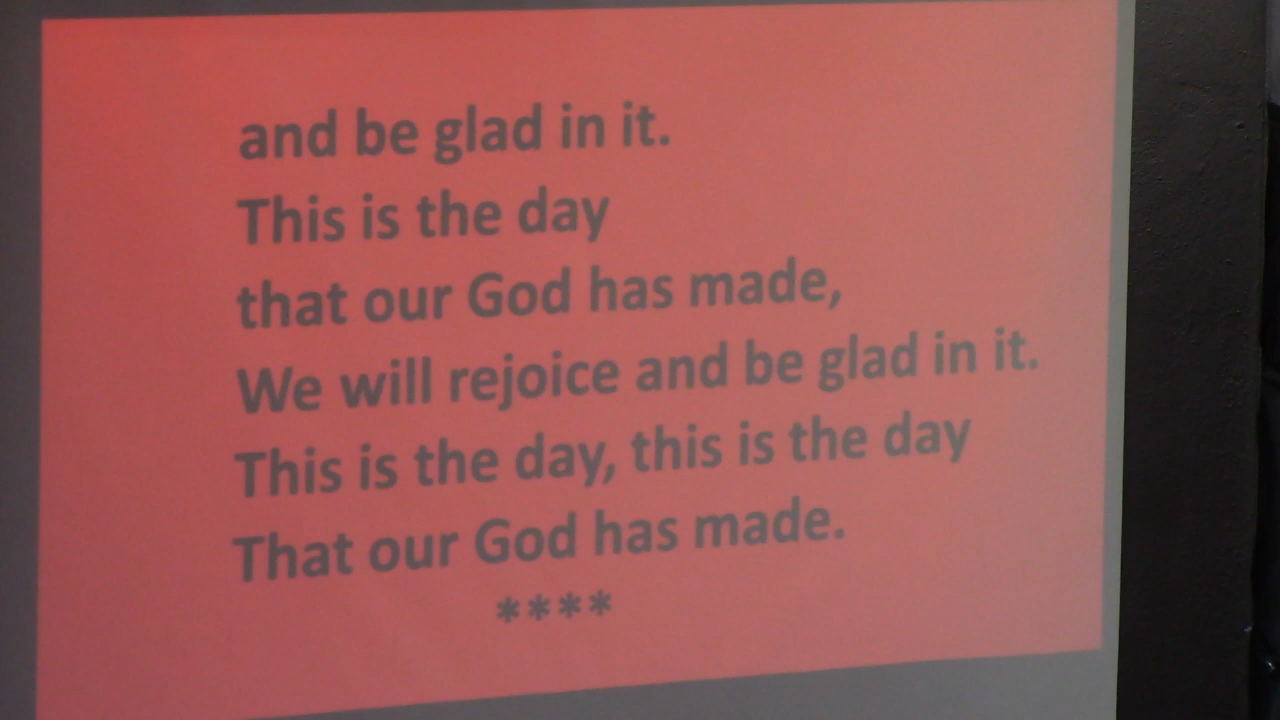 and be glad in it.
This is the day
that our God has made,
We will rejoice and be glad in it.
This is the day, this is the day
That our God has made.
****